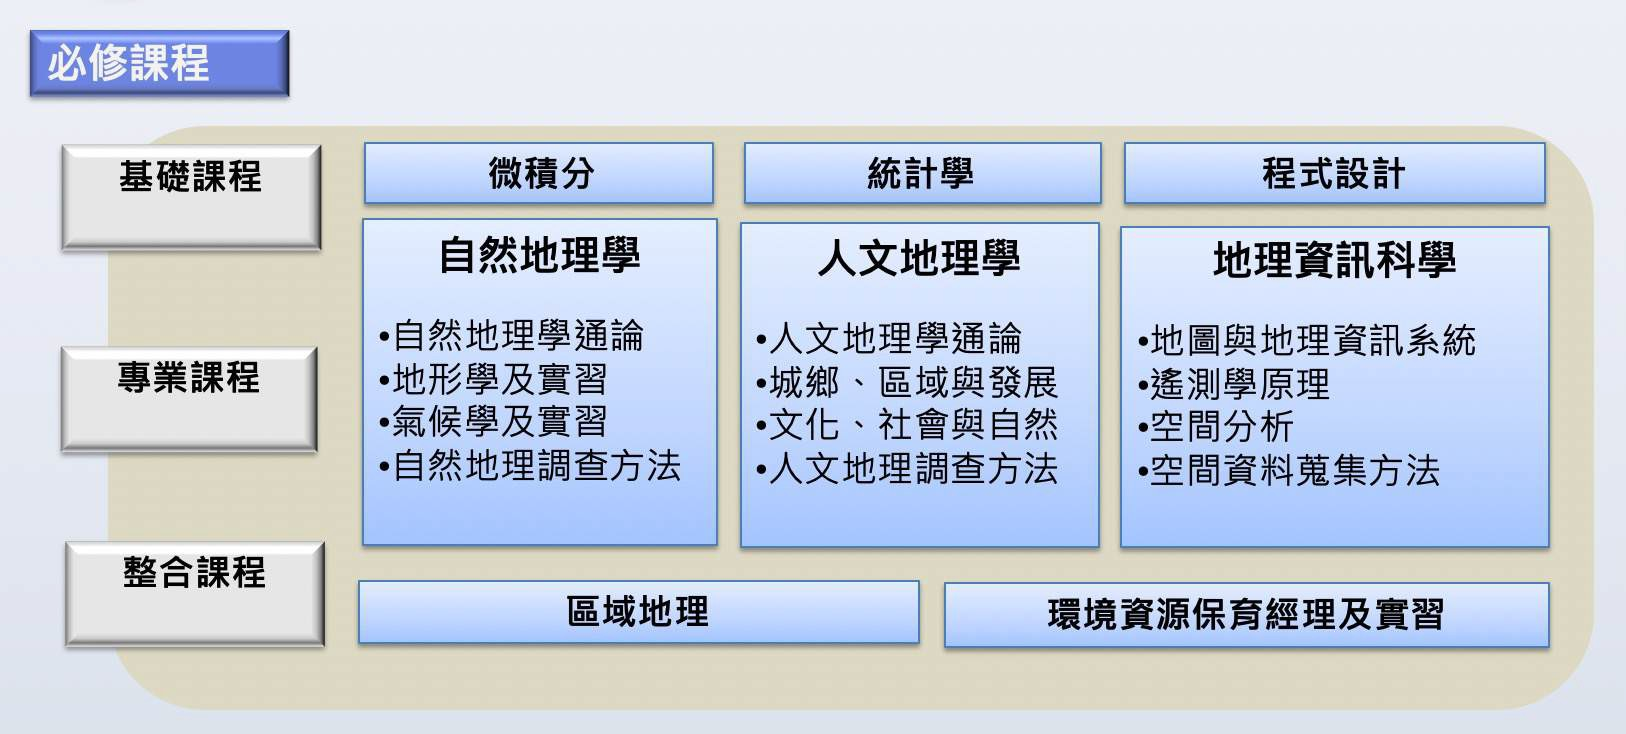 必修課程
基礎課程
微積分
統計學
程式設計
專業課程
自然地理學
•自然地理學通論
•地形學及實習
•氣候學及實習
•自然地理調查方法
人文地理學
•人文地理學通論
•城鄉、區域與發展
•文化、社會與自然
•人文地理調查方法
地理資訊科學
•地圖與地理資訊系統
•遙測學原理
•空間分析
•空間資料蒐集方法
整合課程
區域地理
環境資源保育經理及實習